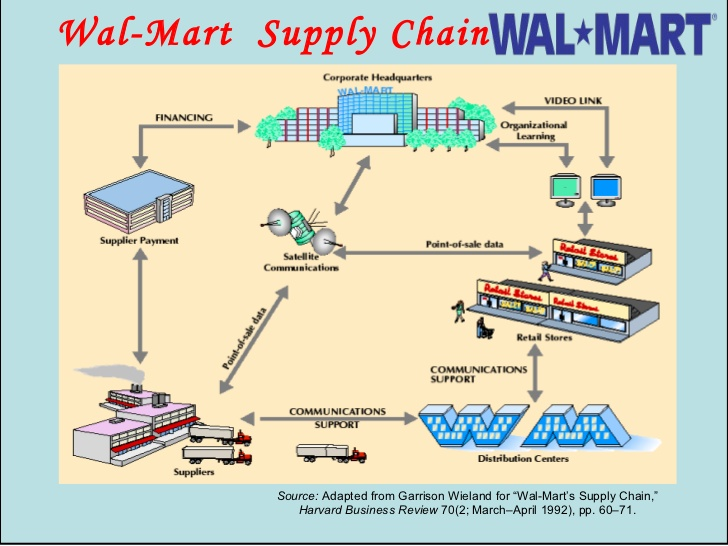 Wal-Mart Supply Chain
WAL★MART®
Corporate Headquarters
WAL-MART
VIDEO LINK
FINANCING
Organizational
Learning
Supplier Payment
Satellite
Communications
Point-of-sale data
Retail Stores
Retail Stores
Retail Stores
Retail Stores
Point-of-sale data
COMMUNICATIONS
SUPPORT
COMMUNICATIONS
SUPPORT
Suppliers
Distribution Centers
Source: Adapted from Garrison Wieland for “Wal-Mart’s Supply Chain,”
Harvard Business Review 70(2; March–April 1992), pp. 60–71.